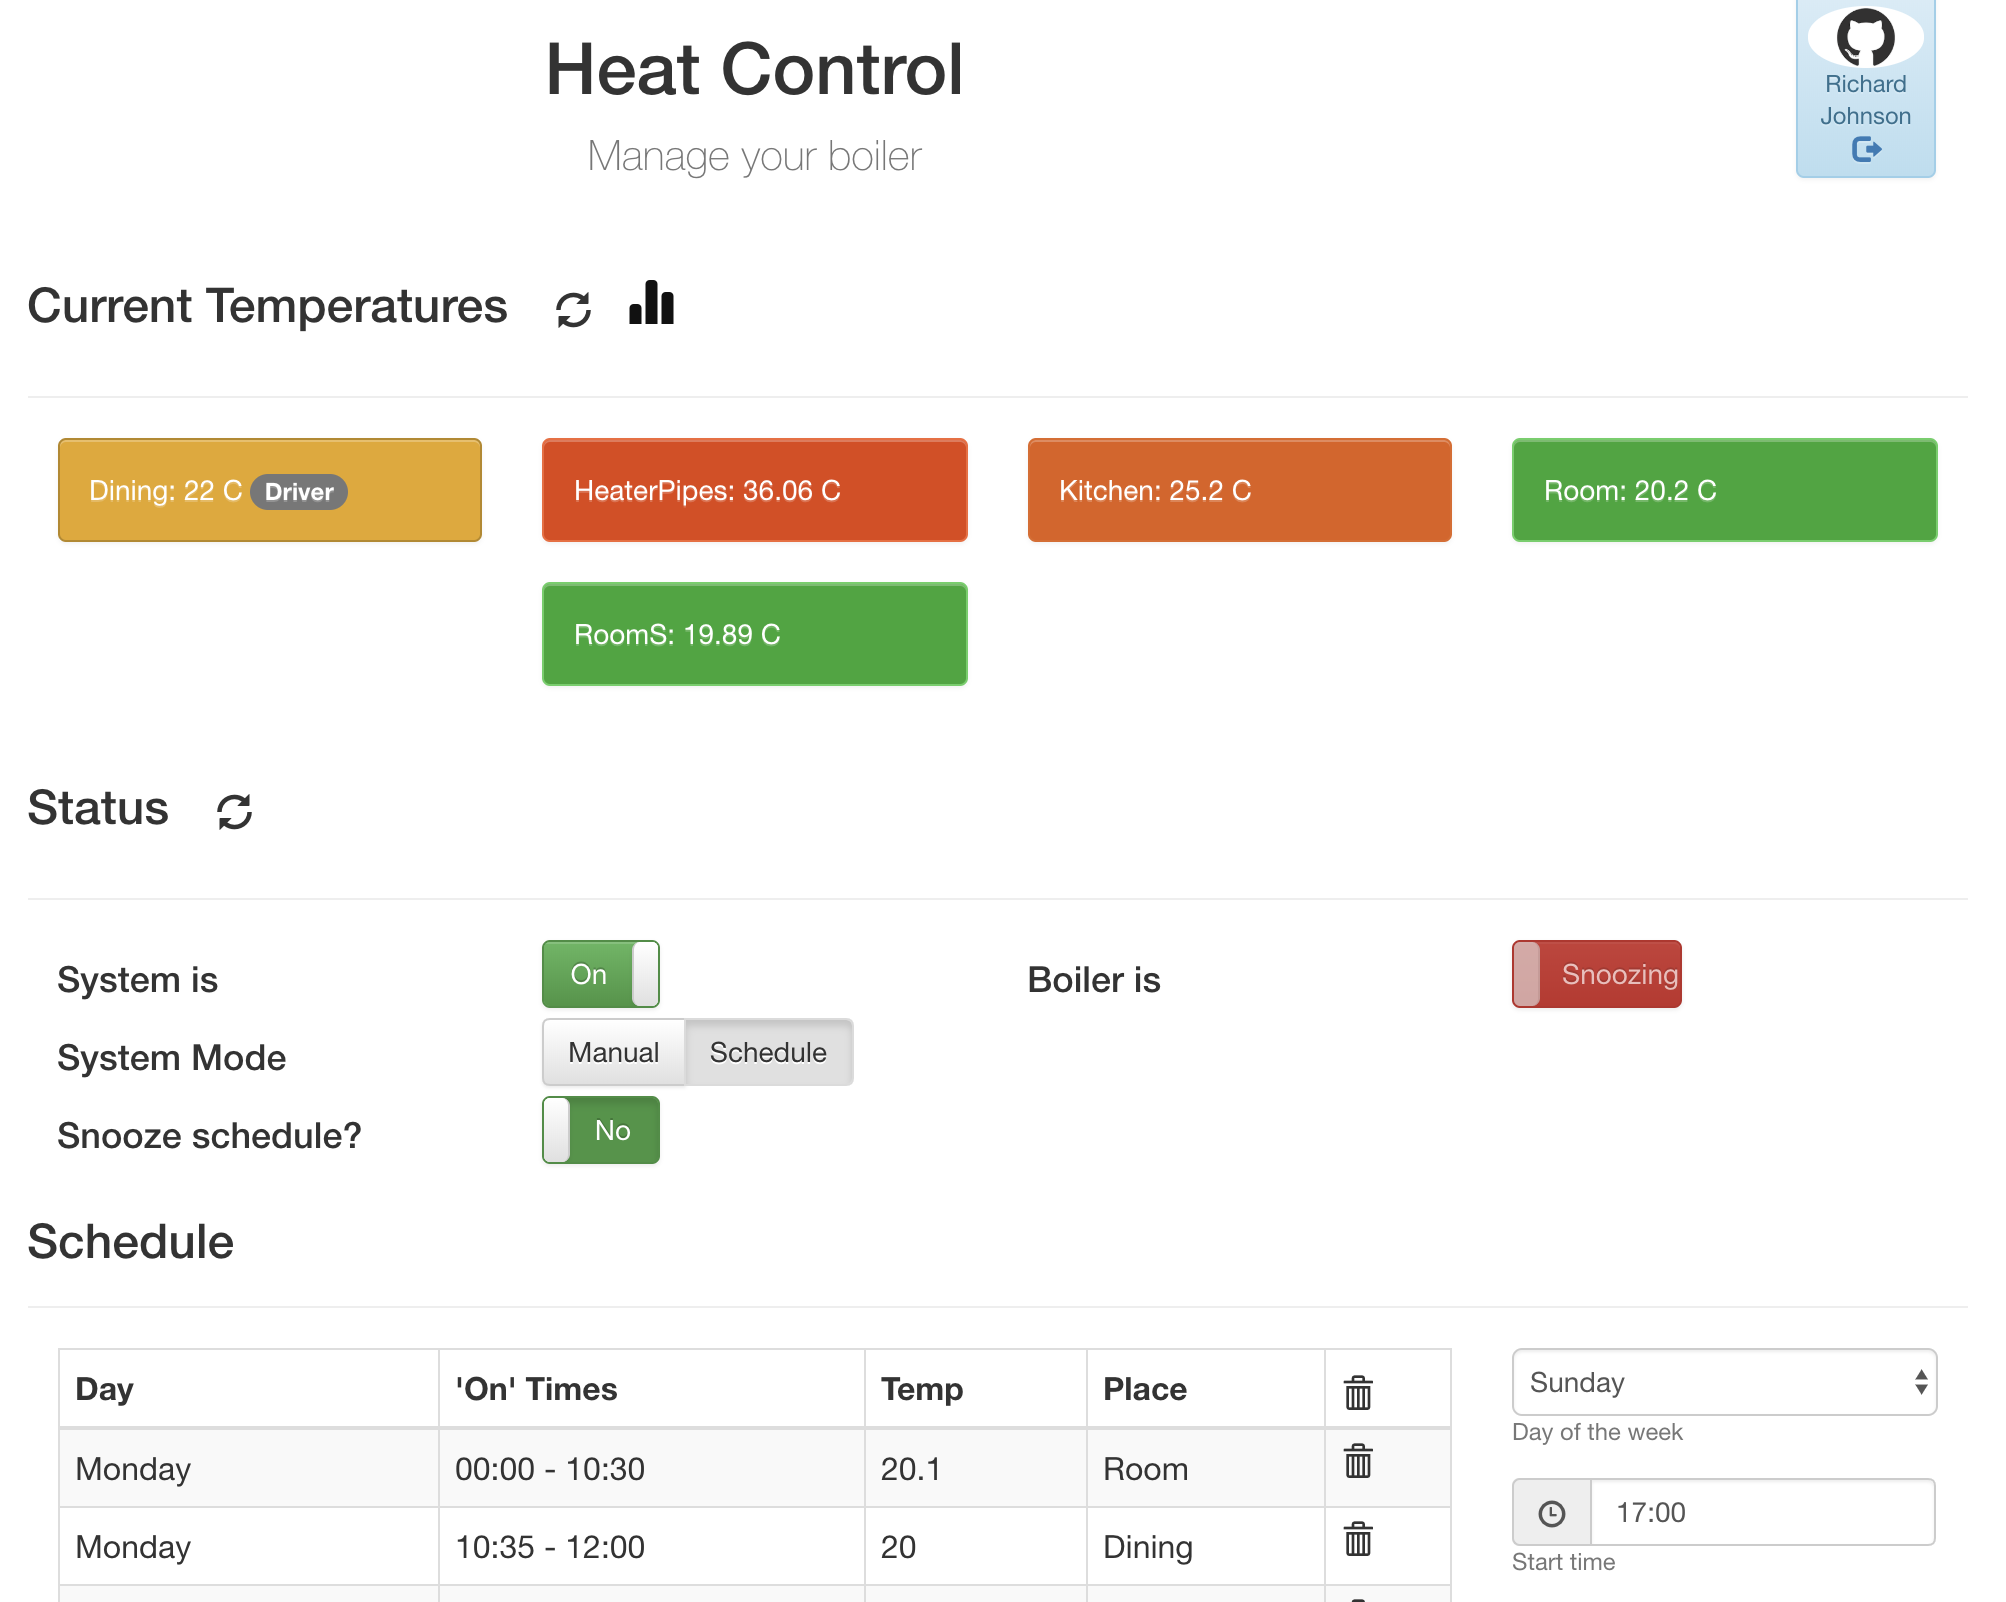 Heat Control
Manage your boiler
Richard
Johnson
Current Temperatures
Dining: 22 C Driver
HeaterPipes: 36.06 C
Kitchen: 25.2 C
Room: 20.2 C
RoomS: 19.89 C
Status
System is
On
Boiler is
Snoozing
System Mode
Manual
Schedule
Snooze schedule?
No
Schedule
Day 'On' Times Temp Place
Monday 00:00 - 10:30 20.1 Room
Monday 10:35 - 12:00 20 Dining
Sunday
Day of the week
17:00
Start time